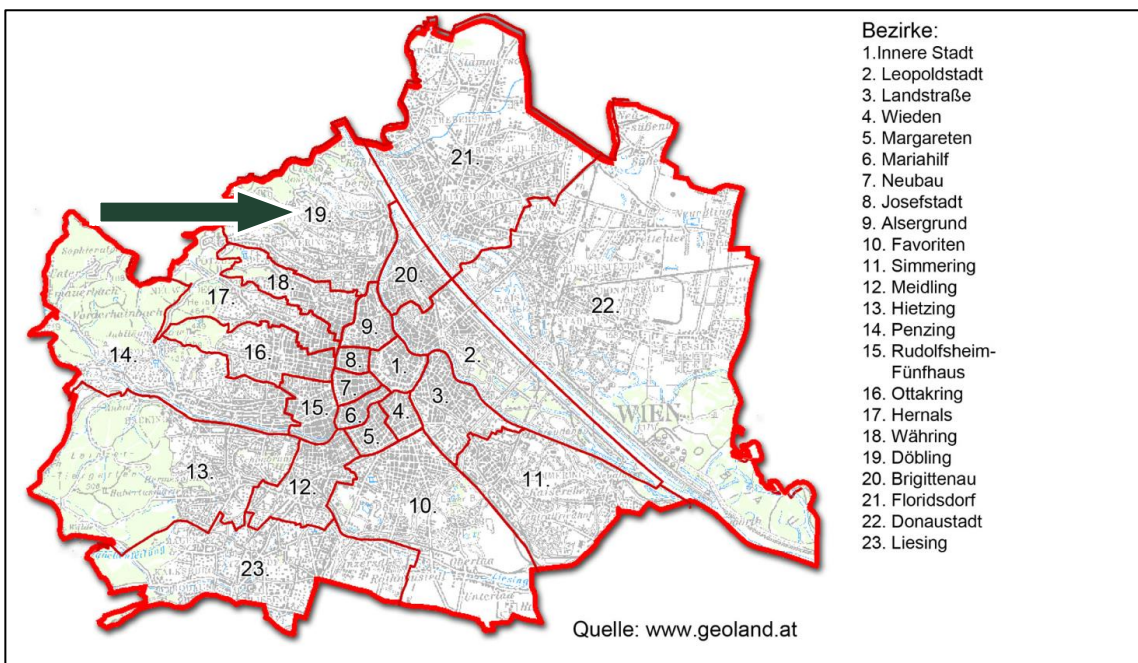 Bezirke:
1.Innere Stadt
2. Leopoldstadt
3. Landstraße
4. Wieden
5. Margareten
6. Mariahilf
7. Neubau
8. Josefstadt
9. Alsergrund
10. Favoriten
11. Simmering
12. Meidling
13. Hietzing
14. Penzing
15. Rudolfsheim-
Fünfhaus
16. Ottakring
17. Hernals
18. Währing
19. Döbling
20. Brigittenau
21. Floridsdorf
22. Donaustadt
23. Liesing
21.
19.
20.
18.
17.
22.
9.
14.
16.
8.
1.
2.
7.
15.
3.
6.
4.
WIEN
5.
13.
12.
11.
10.
23.
Liesing
Quelle: www.geoland.at